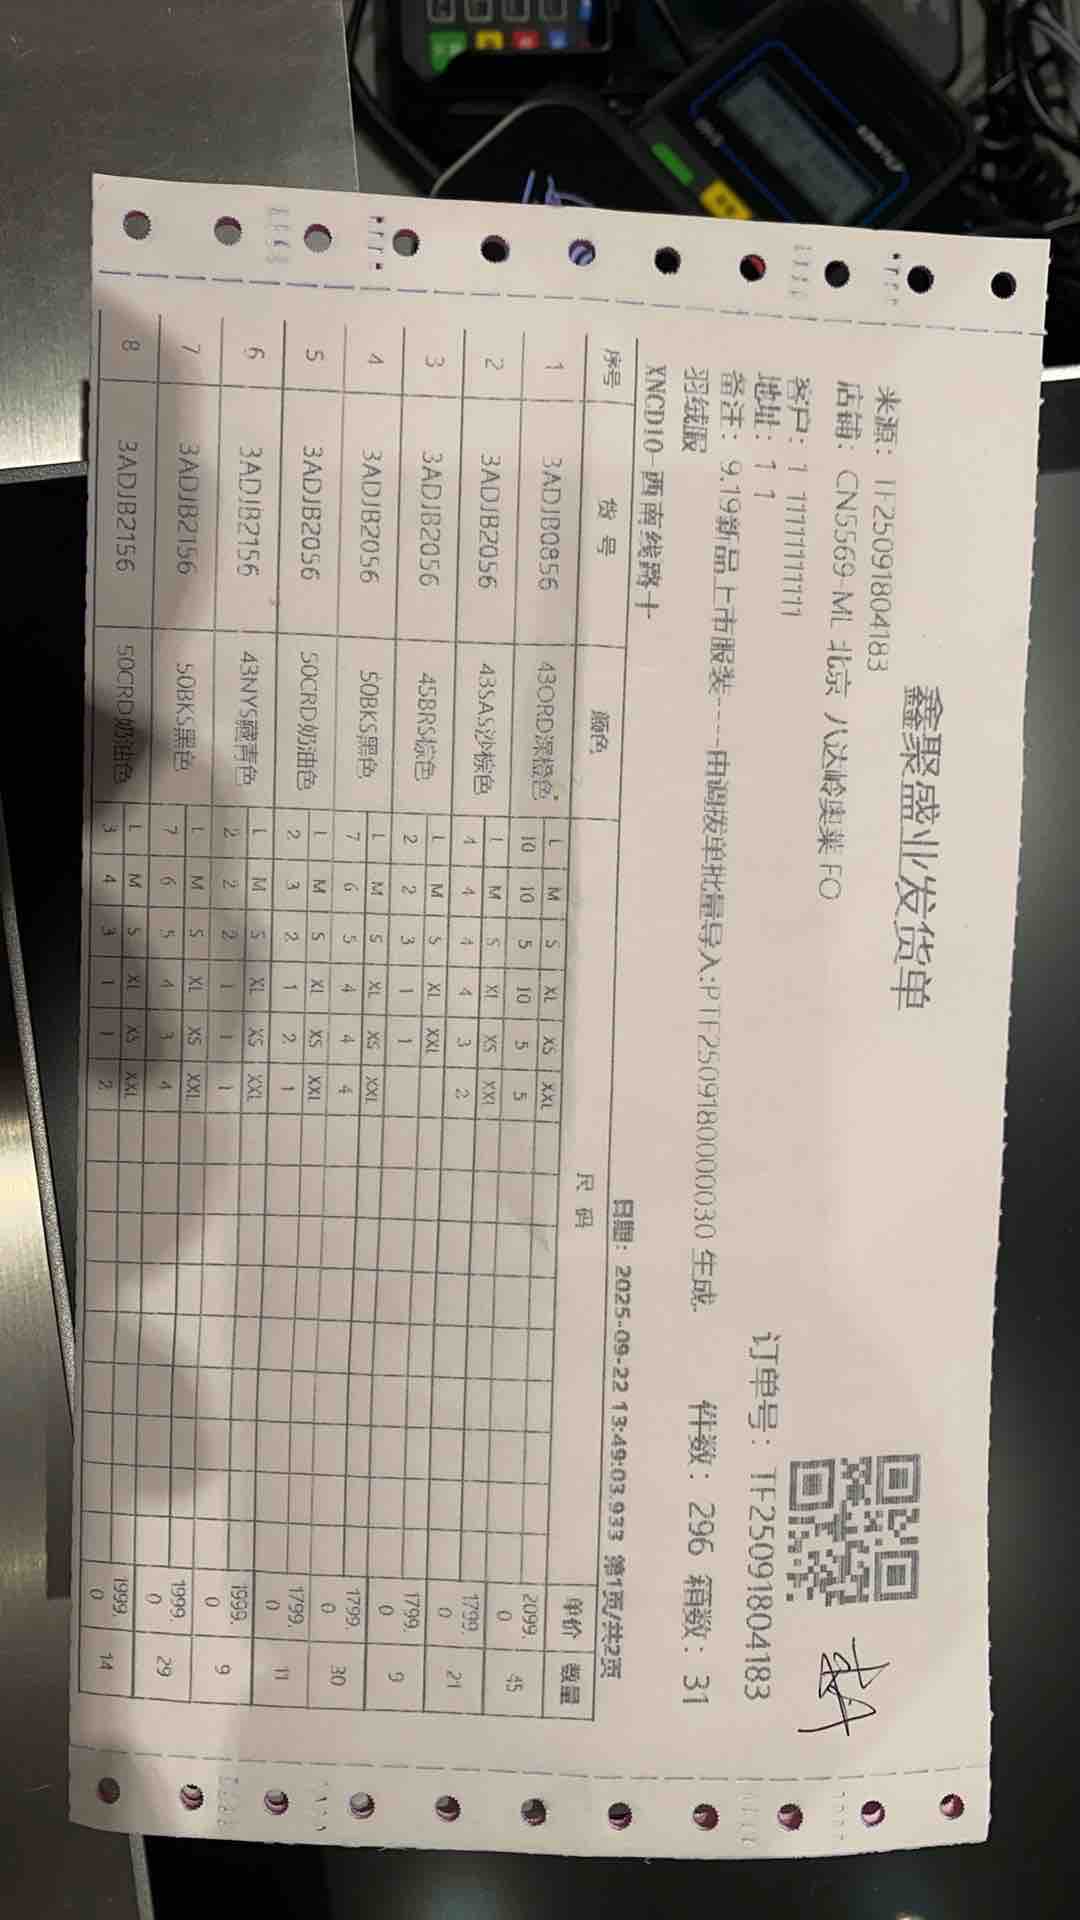 鑫聚盛业发货单
来源: TF250918041​83
店铺: CN5569-ML 北京 八达岭奥莱 FO
客户: 1 11111111111
订单号: TF25091804183
地址: 1 1
备注: 9.19新品上市服装----由调拨单批量导入:PTF2509180000030 生成.
件数: 296 箱数: 31
羽绒服
XNCD10-西南线路十
日期: 2025-09-22 13:49:03.933 第1页/共2页
序号 货号 颜色 尺码 单价 数量
1 3ADJB0856 43ORD深橙色 L M S XL XS XXL 2099.0 45
10 10 5 10 5 5
2 3ADJB2056 43SAS沙棕色 L M S XL XS XXL 1799.0 21
4 4 4 4 3 2
3 3ADJB2056 45BRS棕色 L M S XL XXL 1799.0 9
2 2 3 1 1
4 3ADJB2056 50BKS黑色 L M S XL XS XXL 1799.0 30
7 6 5 4 4 4
5 3ADJB2056 50CRD奶油色 L M S XL XS XXL 1799.0 11
2 3 2 1 2 1
6 3ADJB2156 43NYS藏青色 L M S XL XS XXL 1999.0 9
2 2 2 1 1 1
7 3ADJB2156 50BKS黑色 L M S XL XS XXL 1999.0 29
7 6 5 4 3 4
8 3ADJB2156 50CRD奶油色 L M S XL XS XXL 1999.0 14
3 4 3 1 1 2